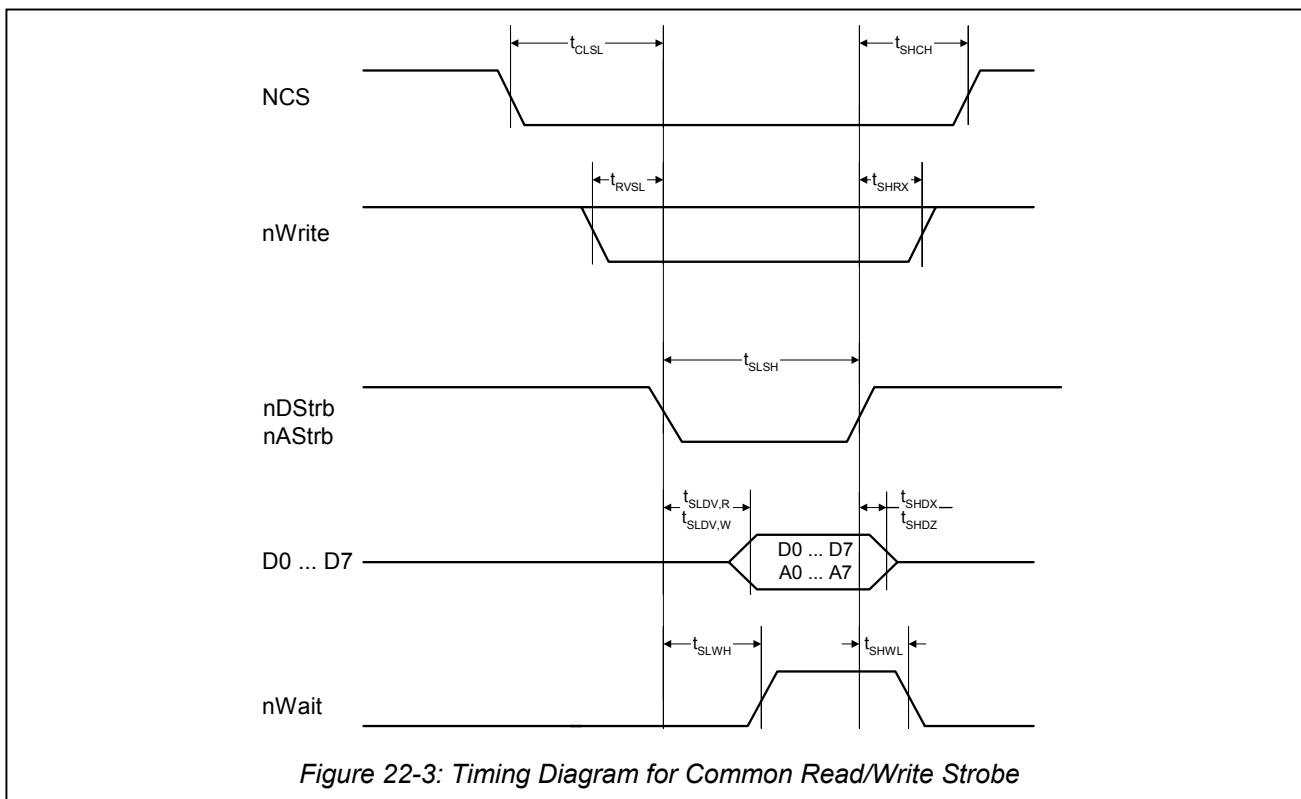 tCLSL
tSHCH
NCS
tRVSL
tSHRX
nWrite
tSLSH
nDStrb
nAStrb
tSLDV,R
tSLDV,W
tSHDX
tSHDZ
D0 ... D7
D0 ... D7
A0 ... A7
tSLWH
tSHWL
nWait
Figure 22-3: Timing Diagram for Common Read/Write Strobe